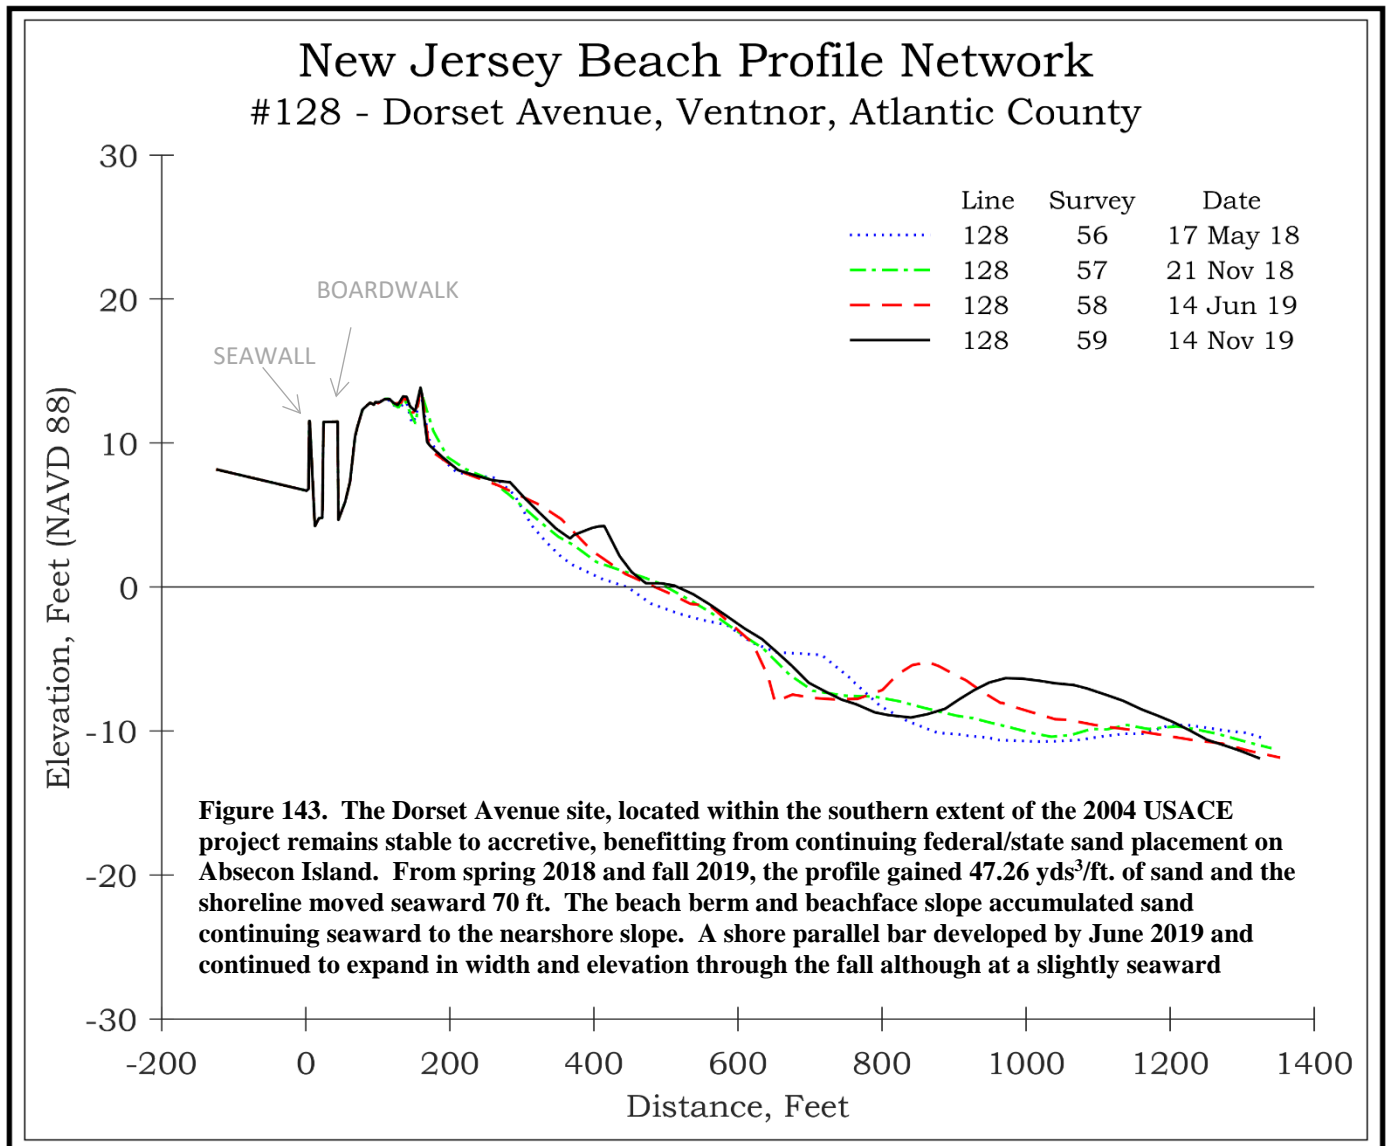 New Jersey Beach Profile Network
#128 - Dorset Avenue, Ventnor, Atlantic County
30
Line Survey Date
128 56 17 May 18
128 57 21 Nov 18
128 58 14 Jun 19
128 59 14 Nov 19
BOARDWALK
20
SEAWALL
10
Elevation, Feet (NAVD 88)
0
-10
Figure 143. The Dorset Avenue site, located within the southern extent of the 2004 USACE
project remains stable to accretive, benefitting from continuing federal/state sand placement on
Absecon Island. From spring 2018 and fall 2019, the profile gained 47.26 yds³/ft. of sand and the
shoreline moved seaward 70 ft. The beach berm and beachface slope accumulated sand
continuing seaward to the nearshore slope. A shore parallel bar developed by June 2019 and
continued to expand in width and elevation through the fall although at a slightly seaward
-20
-30
-200 0 200 400 600 800 1000 1200 1400
Distance, Feet